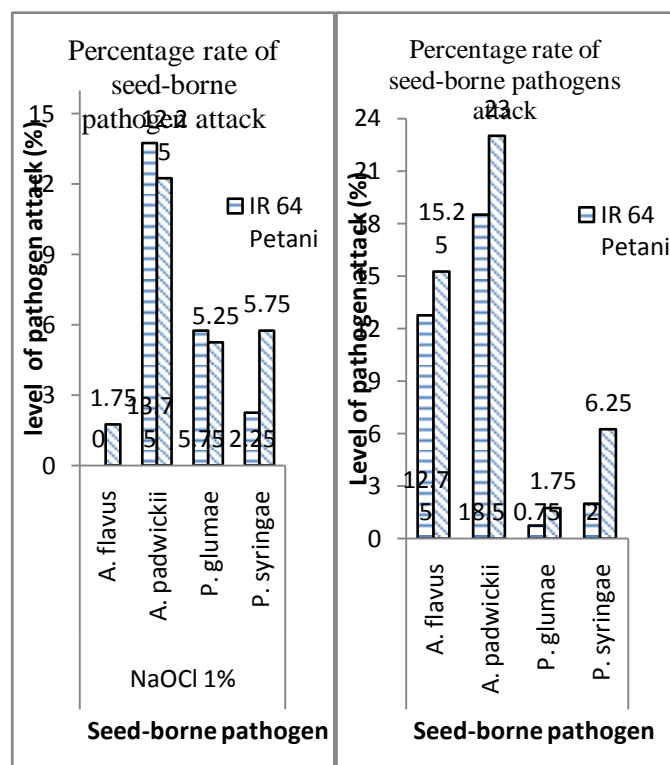 Percentage rate of
seed-borne
pathogen attack
15
12
9
6
3
0
level of pathogen attack (%)
12.2
5
IR 64
Petani
5.25
5.75
1.75
0
13.7
5
5.75
2.25
A. flavus
A. padwickii
P. glumae
P. syringae
NaOCl 1%
Seed-borne pathogen
Percentage rate of
seed-borne pathogens
attack
24
21
18
15
12
9
6
3
0
Level of pathogen attack (%)
23
15.2
5
IR 64
Petani
6.25
1.75
12.7
5
18.5
0.75
2
A. flavus
A. padwickii
P. glumae
P. syringae
Seed-borne pathogen